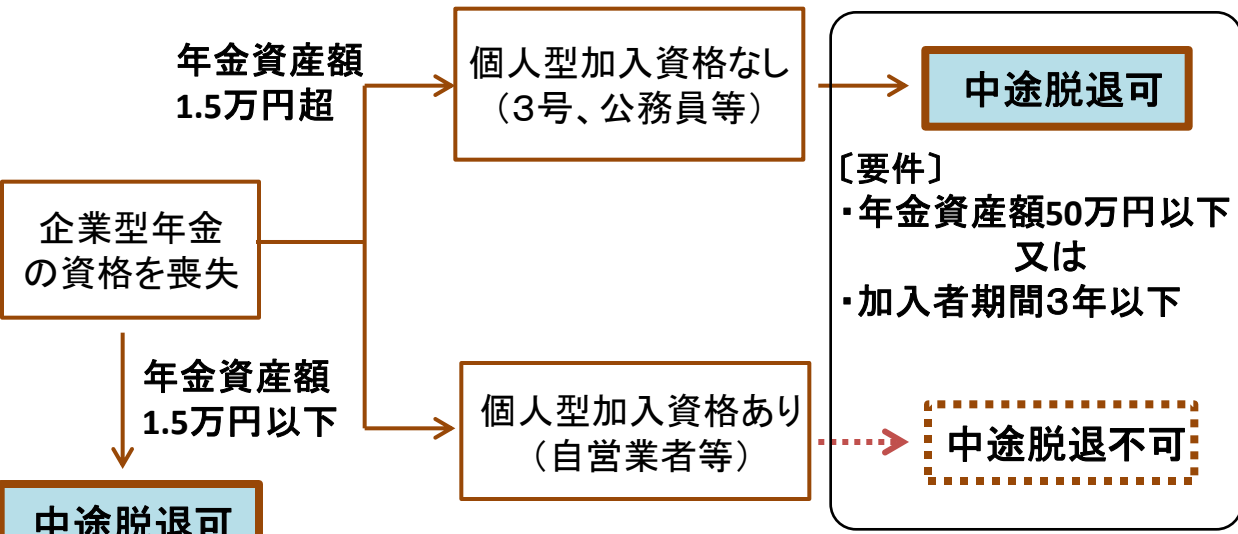 年金資産額
1.5万円超
個人型加入資格なし
（３号、公務員等）
中途脱退可
〔要件〕
・年金資産額50万円以下
又は
・加入者期間３年以下
企業型年金
の資格を喪失
年金資産額
1.5万円以下
個人型加入資格あり
（自営業者等）
中途脱退不可
中途脱退可